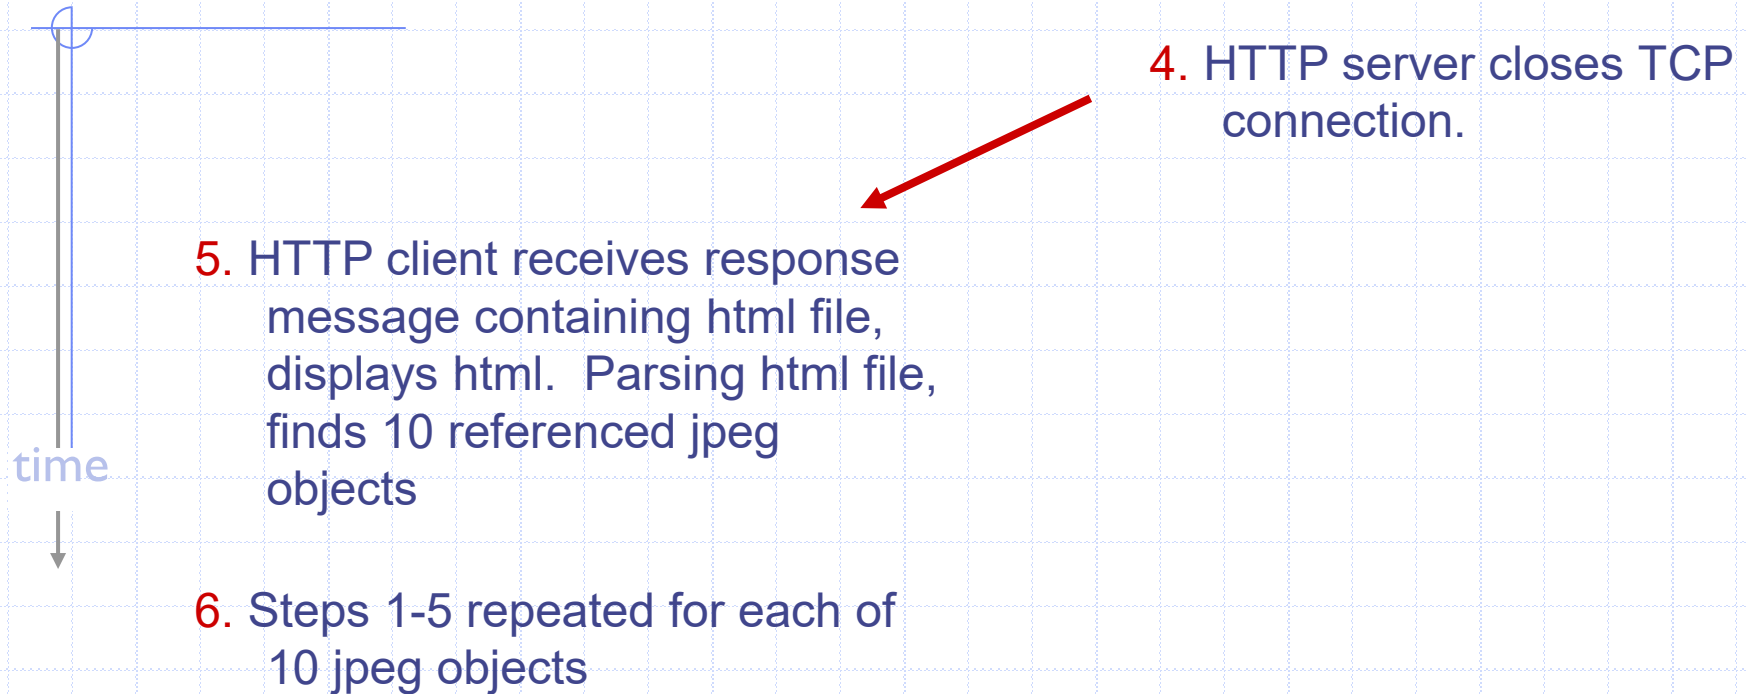 4. HTTP server closes TCP
connection.
5. HTTP client receives response
message containing html file,
displays html. Parsing html file,
finds 10 referenced jpeg
objects
time
6. Steps 1-5 repeated for each of
10 jpeg objects